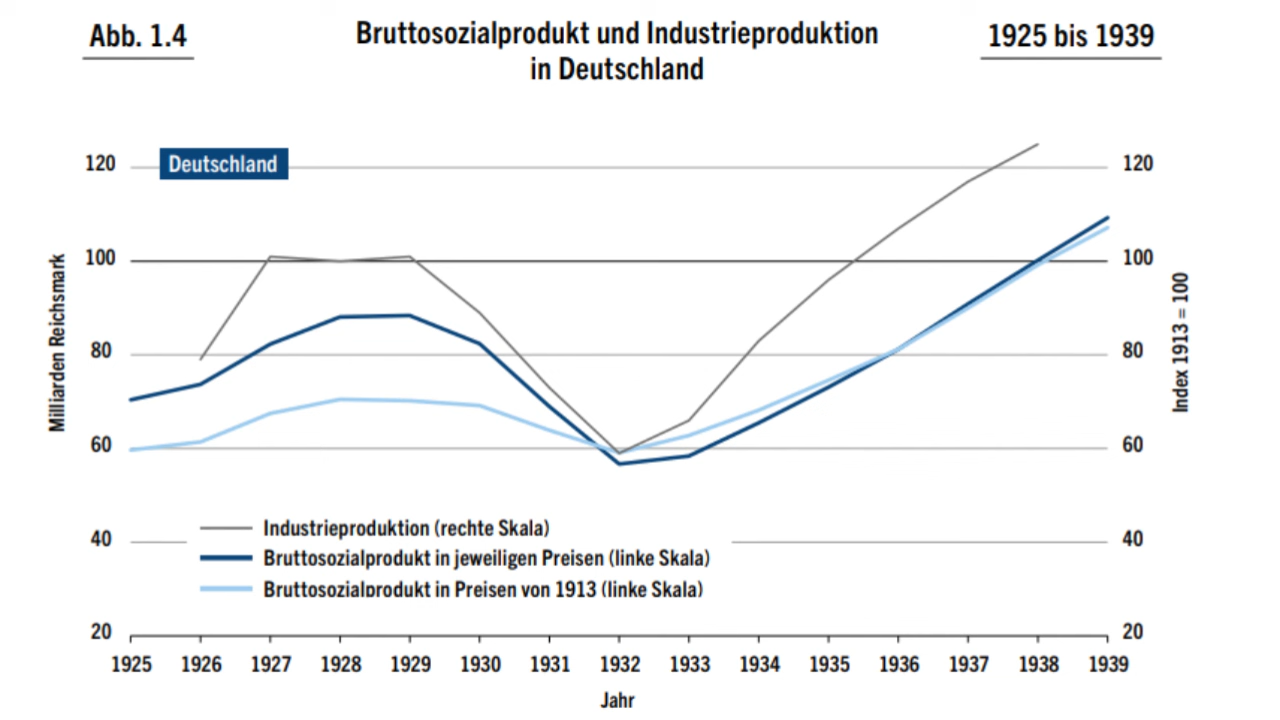 Abb. 1.4
Bruttosozialprodukt und Industrieproduktion
in Deutschland
1925 bis 1939
Deutschland
120
100
80
60
40
20
Milliarden Reichsmark
120
100
80
60
40
20
Index 1913 = 100
Industrieproduktion (rechte Skala)
Bruttosozialprodukt in jeweiligen Preisen (linke Skala)
Bruttosozialprodukt in Preisen von 1913 (linke Skala)
1925 1926 1927 1928 1929 1930 1931 1932 1933 1934 1935 1936 1937 1938 1939
Jahr